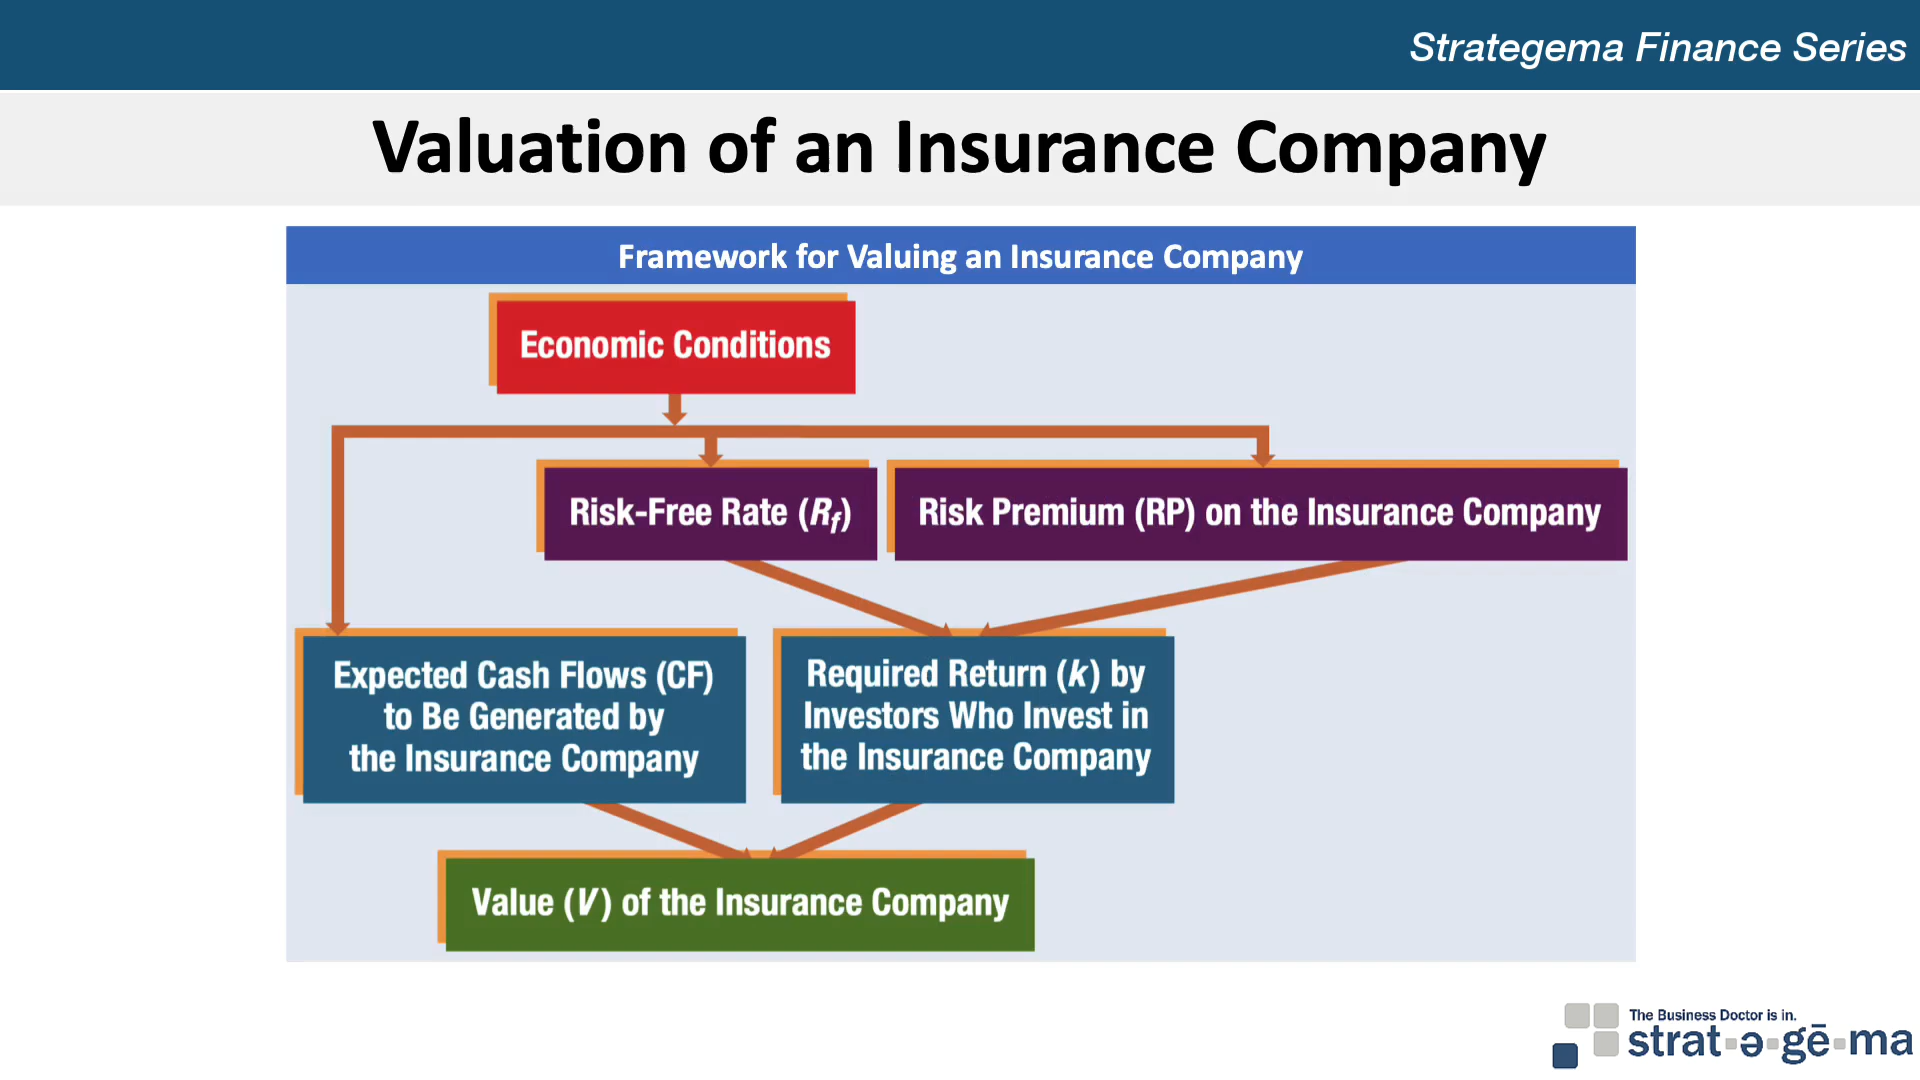 Strategema Finance Series
Valuation of an Insurance Company
Framework for Valuing an Insurance Company
Economic Conditions
Risk-Free Rate (Rf)
Risk Premium (RP) on the Insurance Company
Expected Cash Flows (CF)
to Be Generated by
the Insurance Company
Required Return (k) by
Investors Who Invest in
the Insurance Company
Value (V) of the Insurance Company
The Business Doctor is in.
strat-ə-gē-ma